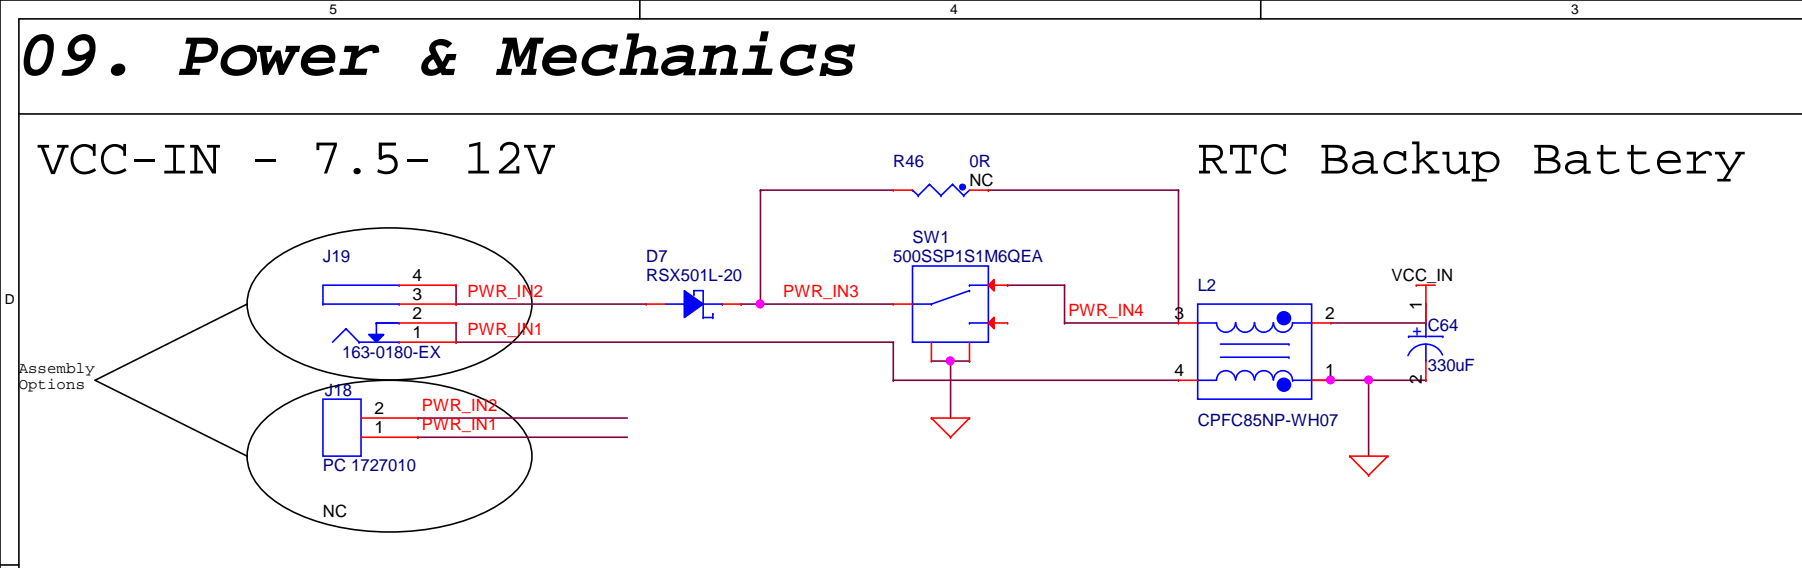 5 4 3
09. Power & Mechanics
VCC-IN - 7.5- 12V
RTC Backup Battery
R46 0R
NC
SW1
500SSP1S1M6QEA
J19
D7
RSX501L-20
4
3
2
1
PWR_IN2
PWR_IN1
163-0180-EX
PWR_IN3
PWR_IN4
L2
3
2
4
1
CPFC85NP-WH07
VCC_IN
1
+
C64
330uF
2
D
Assembly
Options
J18
2
1
PWR_IN2
PWR_IN1
PC 1727010
NC